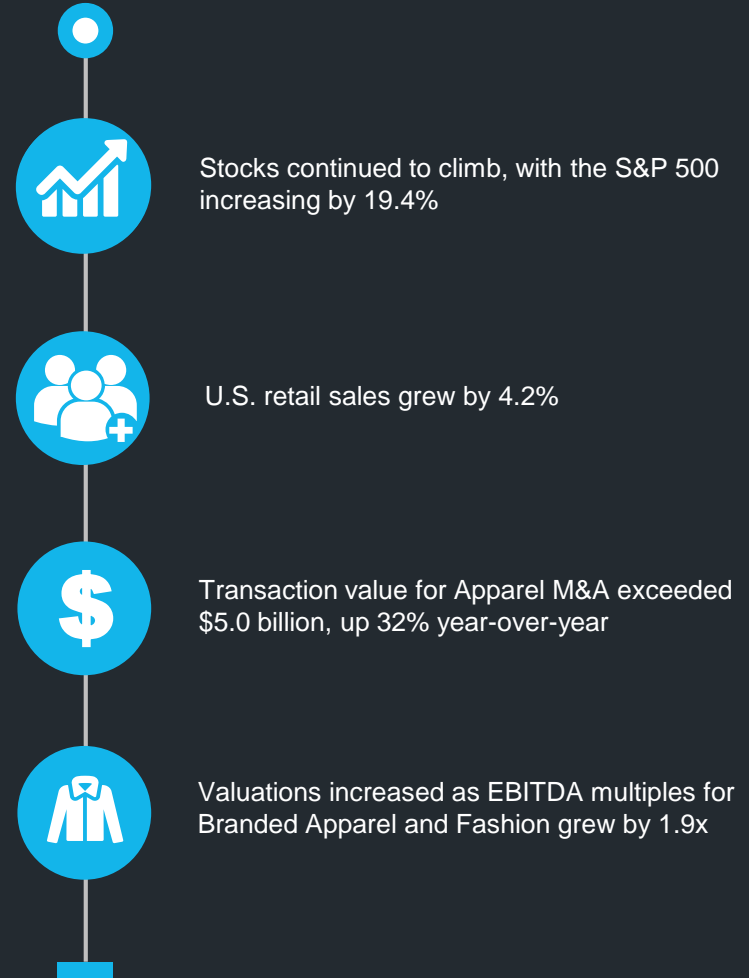 Stocks continued to climb, with the S&P 500
increasing by 19.4%
U.S. retail sales grew by 4.2%
$
Transaction value for Apparel M&A exceeded
$5.0 billion, up 32% year-over-year
Valuations increased as EBITDA multiples for
Branded Apparel and Fashion grew by 1.9x